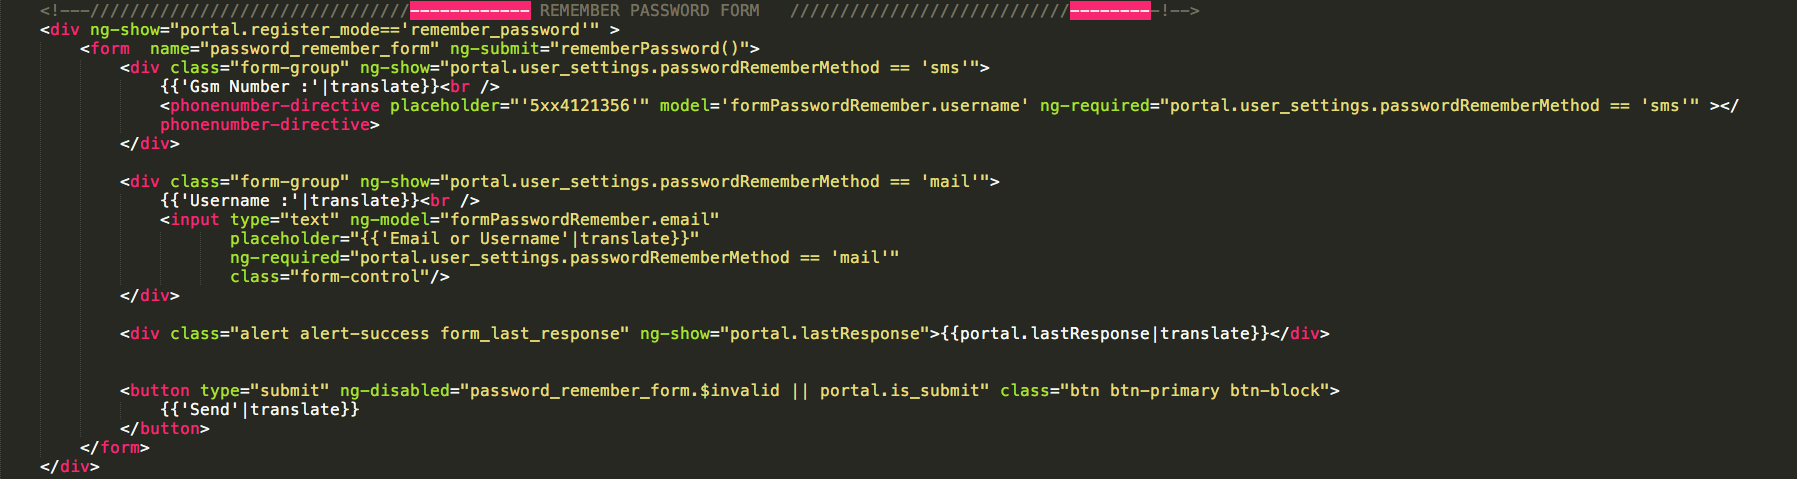 <!---////////////////////////////////------------ REMEMBER PASSWORD FORM   ////////////////////////////---------!-->
<div ng-show="portal.register_mode=='remember_password'" >
    <form  name="password_remember_form" ng-submit="rememberPassword()">
        <div class="form-group" ng-show="portal.user_settings.passwordRememberMethod == 'sms'">
            {{'Gsm Number :'|translate}}<br />
            <phonenumber-directive placeholder="'5xx4121356'" model='formPasswordRemember.username' ng-required="portal.user_settings.passwordRememberMethod == 'sms'" ></
            phonenumber-directive>
        </div>
        <div class="form-group" ng-show="portal.user_settings.passwordRememberMethod == 'mail'">
            {{'Username :'|translate}}<br />
            <input type="text" ng-model="formPasswordRemember.email"
                   placeholder="{{'Email or Username'|translate}}"
                   ng-required="portal.user_settings.passwordRememberMethod == 'mail'"
                   class="form-control"/>
        </div>
        <div class="alert alert-success form_last_response" ng-show="portal.lastResponse">{{portal.lastResponse|translate}}</div>
        <button type="submit" ng-disabled="password_remember_form.$invalid || portal.is_submit" class="btn btn-primary btn-block">
            {{'Send'|translate}}
        </button>
    </form>
</div>